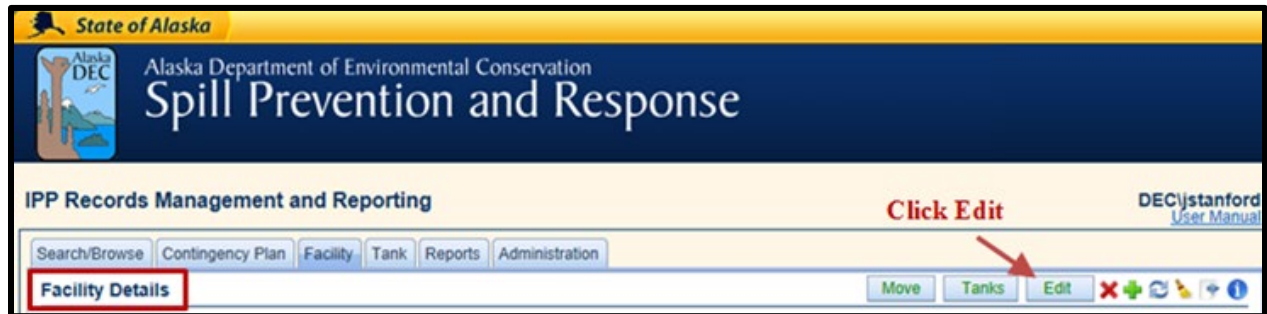 State of Alaska
Alaska
DEC
Alaska Department of Environmental Conservation
Spill Prevention and Response
IPP Records Management and Reporting
Click Edit
DEC\jstanford
User Manual
Search/Browse Contingency Plan Facility Tank Reports Administration
Facility Details
Move Tanks Edit